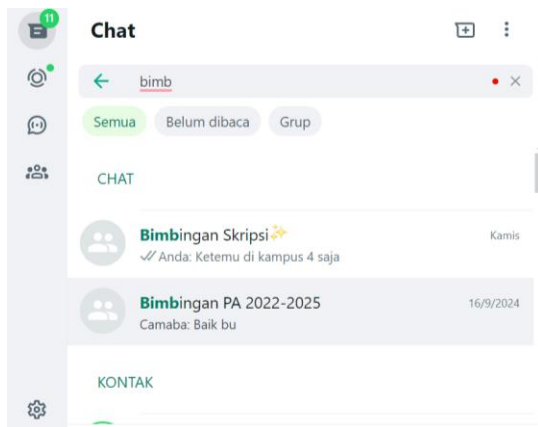 11
Chat
bimb
Semua Belum dibaca Grup
CHAT
Bimbingan Skripsi✨
Kamis
Anda: Ketemu di kampus 4 saja
Bimbingan PA 2022-2025
16/9/2024
Camaba: Baik bu
KONTAK